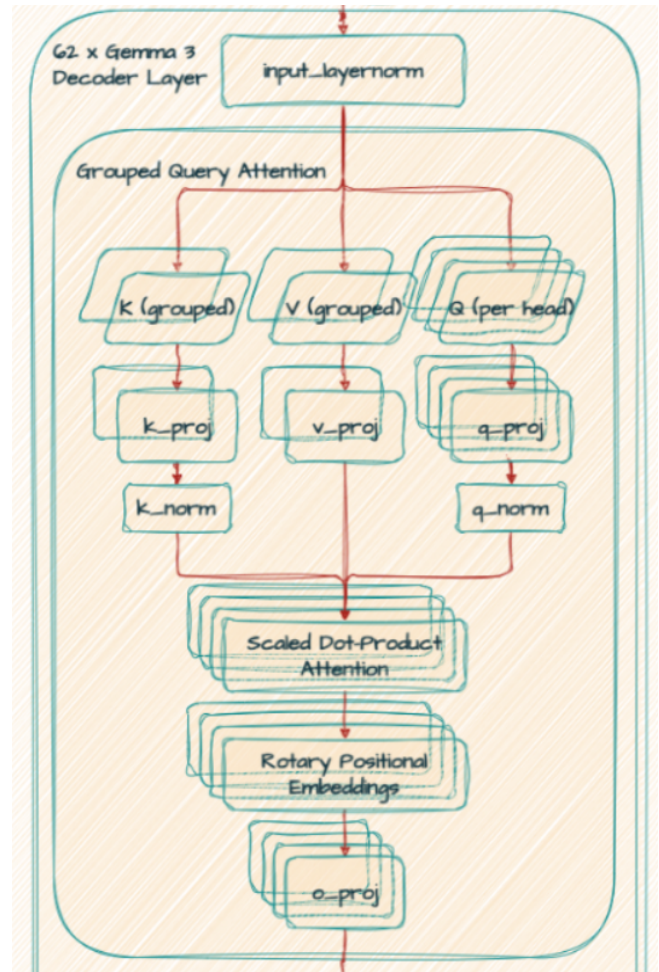 62 x Gemma 3
Decoder Layer
input_layernorm
Grouped Query Attention
K (grouped)
V (grouped)
Q (per head)
k_proj
v_proj
q_proj
k_norm
q_norm
Scaled Dot-Product
Attention
Rotary Positional
Embeddings
o_proj